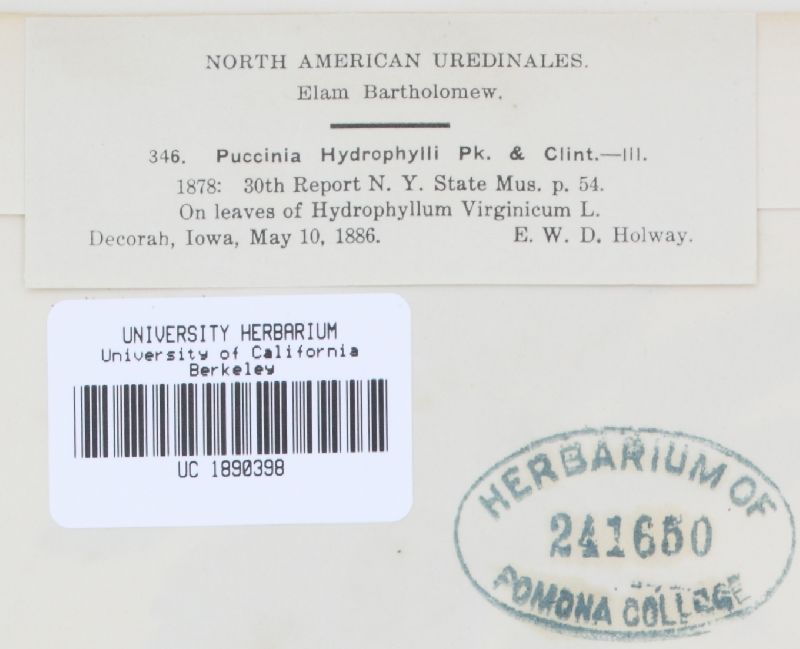 NORTH AMERICAN UREDINALES.
Elam Bartholomew.
346. Puccinia Hydrophylli Pk. & Clint.—III.
1878: 30th Report N. Y. State Mus. p. 54.
On leaves of Hydrophyllum Virginicum L.
Decorah, Iowa, May 10, 1886. E. W. D. Holway.
UNIVERSITY HERBARIUM
University of California
Berkeley
UC 1890398
HERBARIUM OF
241650
POMONA COLLEGE